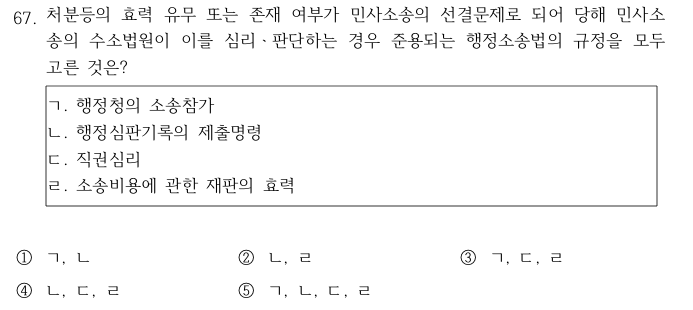 67. 처분등의 효력 유무 또는 존재 여부가 민사소송의 선결문제로 되어 당해 민사소
송의 수소법원이 이를 심리ㆍ판단하는 경우 준용되는 행정소송법의 규정을 모두
고른 것은?
ㄱ. 행정청의 소송참가
ㄴ. 행정심판기록의 제출명령
ㄷ. 직권심리
ㄹ. 소송비용에 관한 재판의 효력
① ㄱ, ㄴ ② ㄴ, ㄹ ③ ㄱ, ㄷ, ㄹ
④ ㄴ, ㄷ, ㄹ ⑤ ㄱ, ㄴ, ㄷ, ㄹ